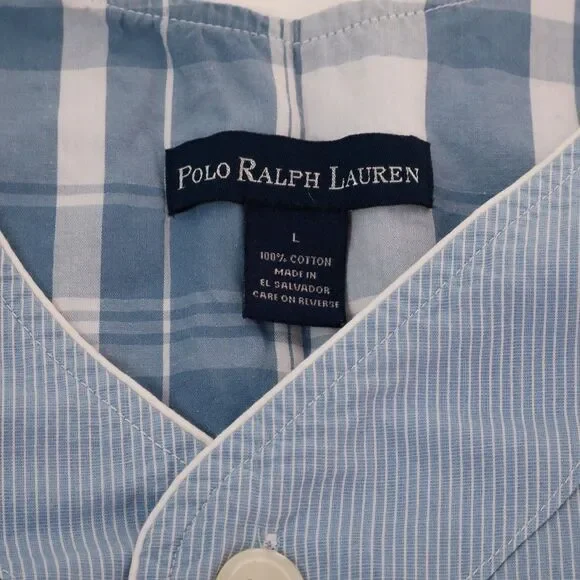 POLO RALPH LAUREN
L
100% COTTON
MADE IN
EL SALVADOR
CARE ON REVERSE